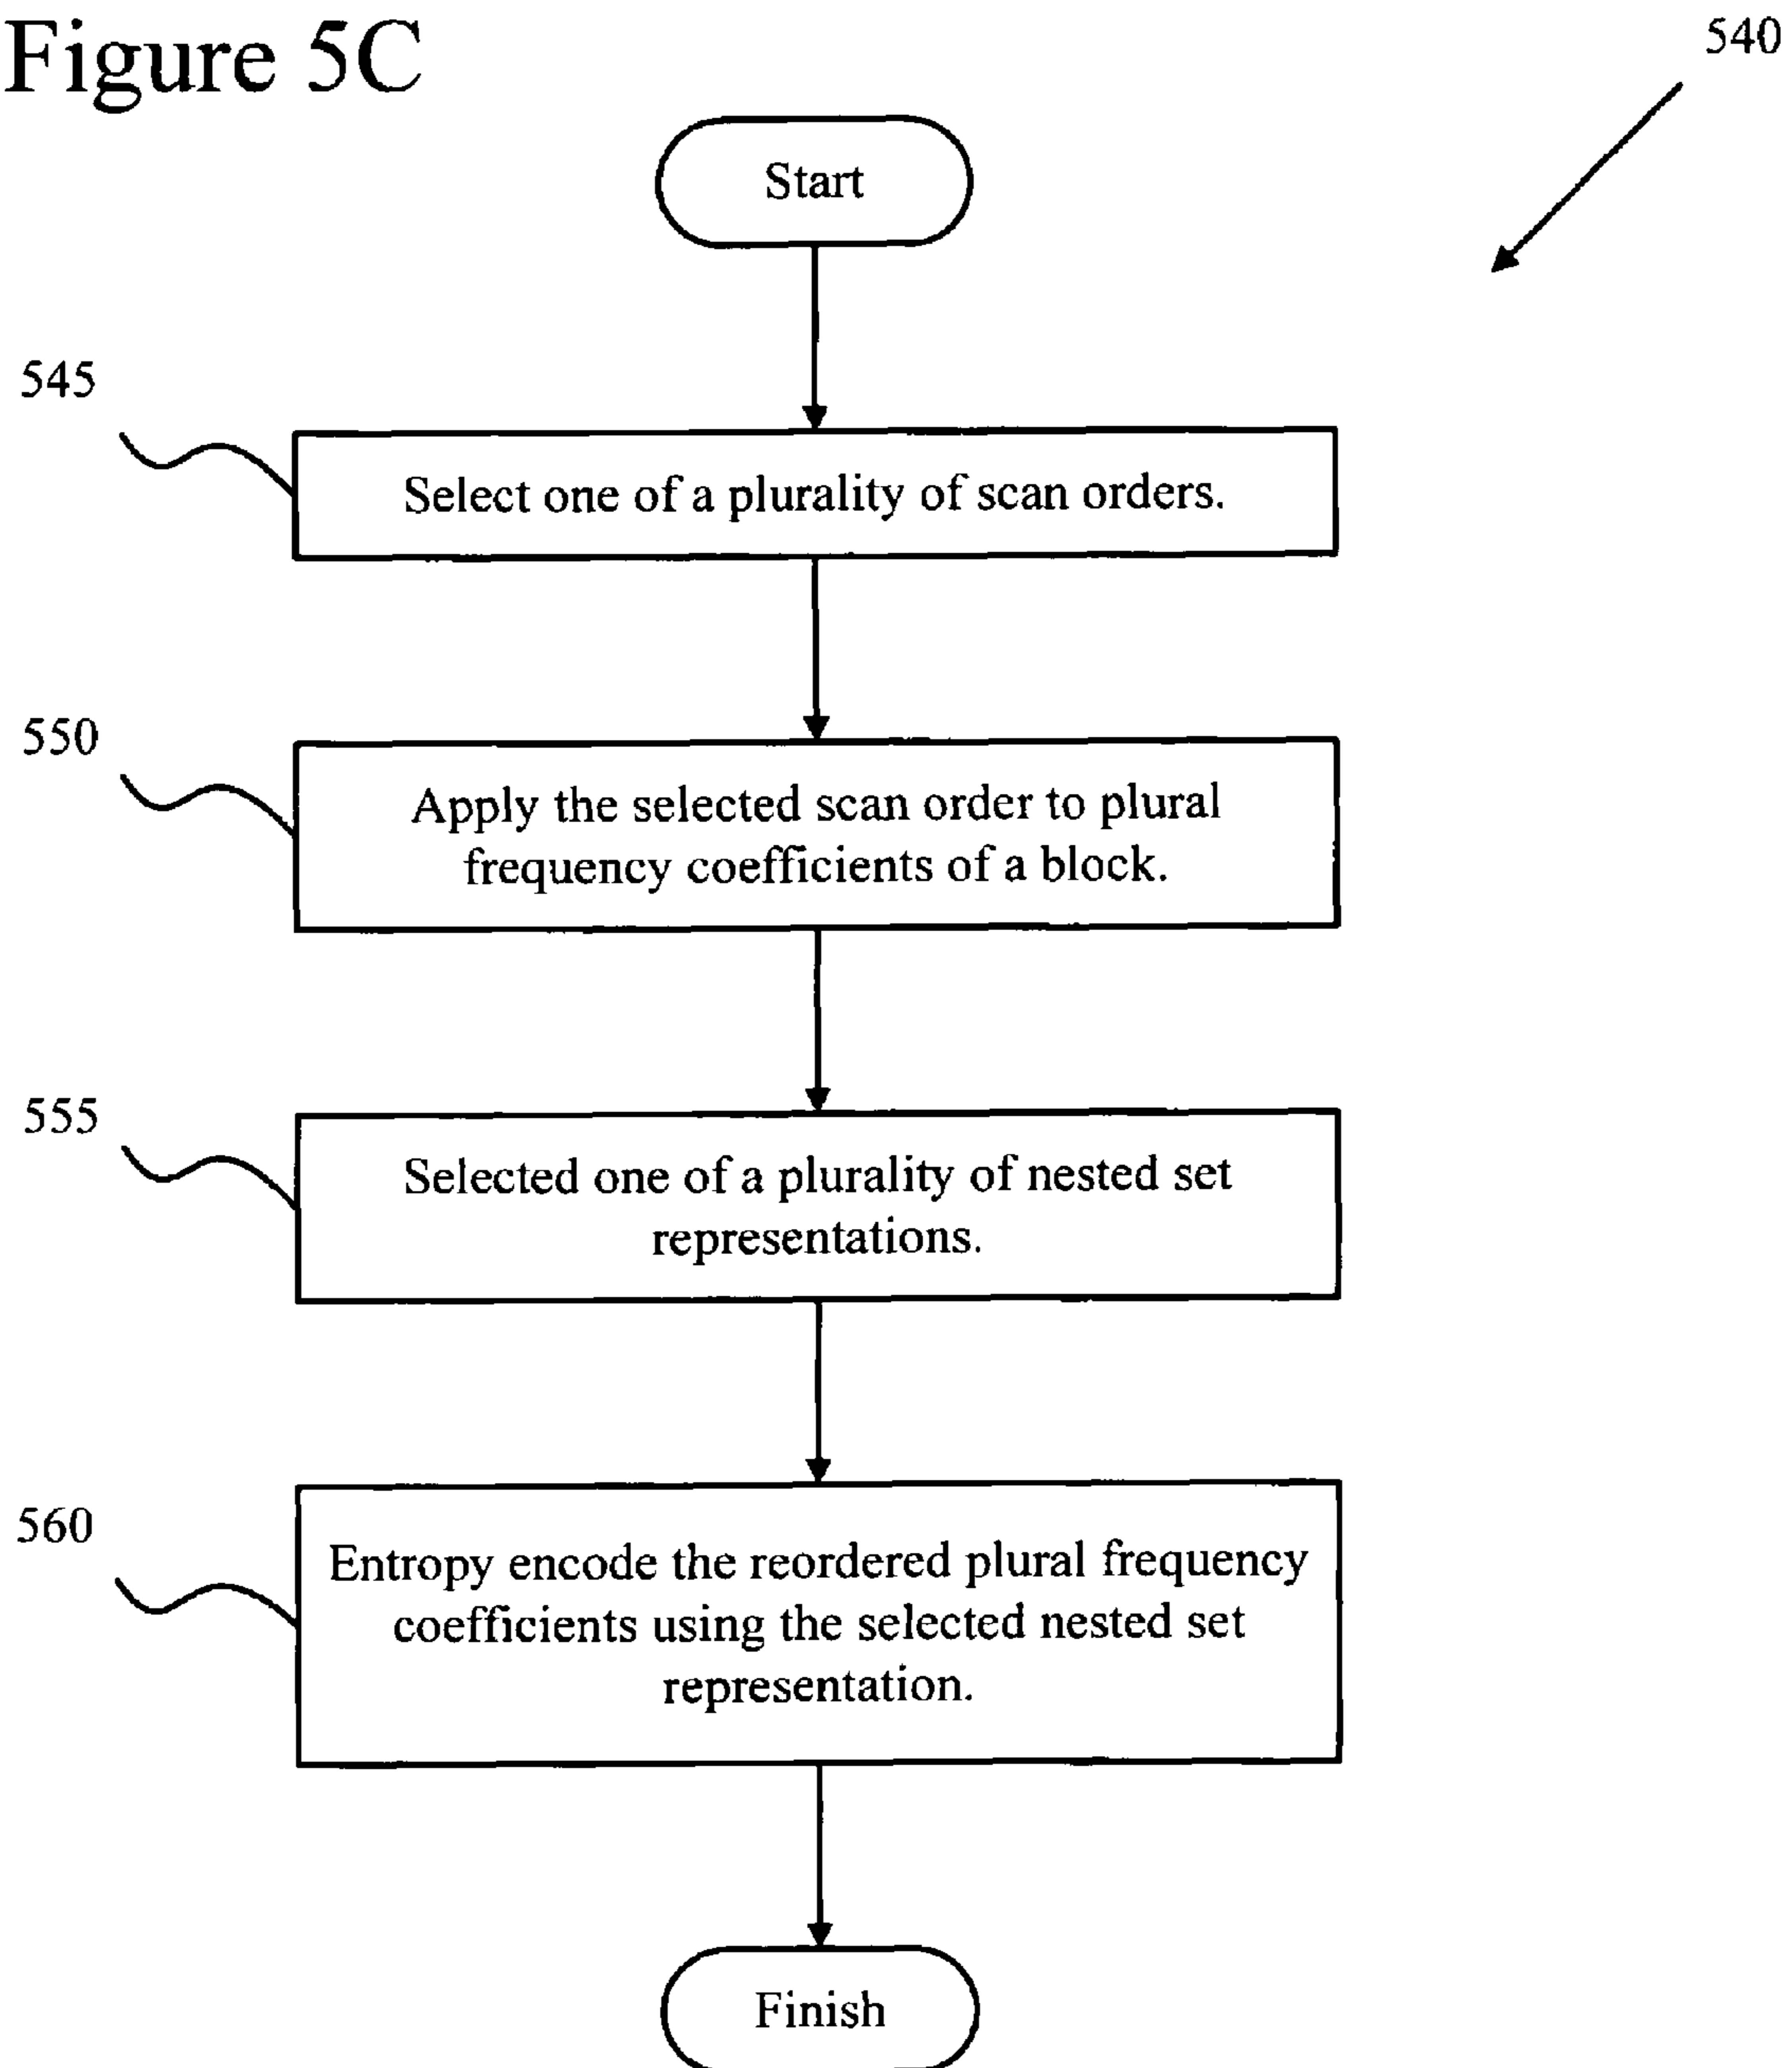 Figure 5C
540
Start
545
Select one of a plurality of scan orders.
550
Apply the selected scan order to plural
frequency coefficients of a block.
555
Selected one of a plurality of nested set
representations.
560
Entropy encode the reordered plural frequency
coefficients using the selected nested set
representation.
Finish